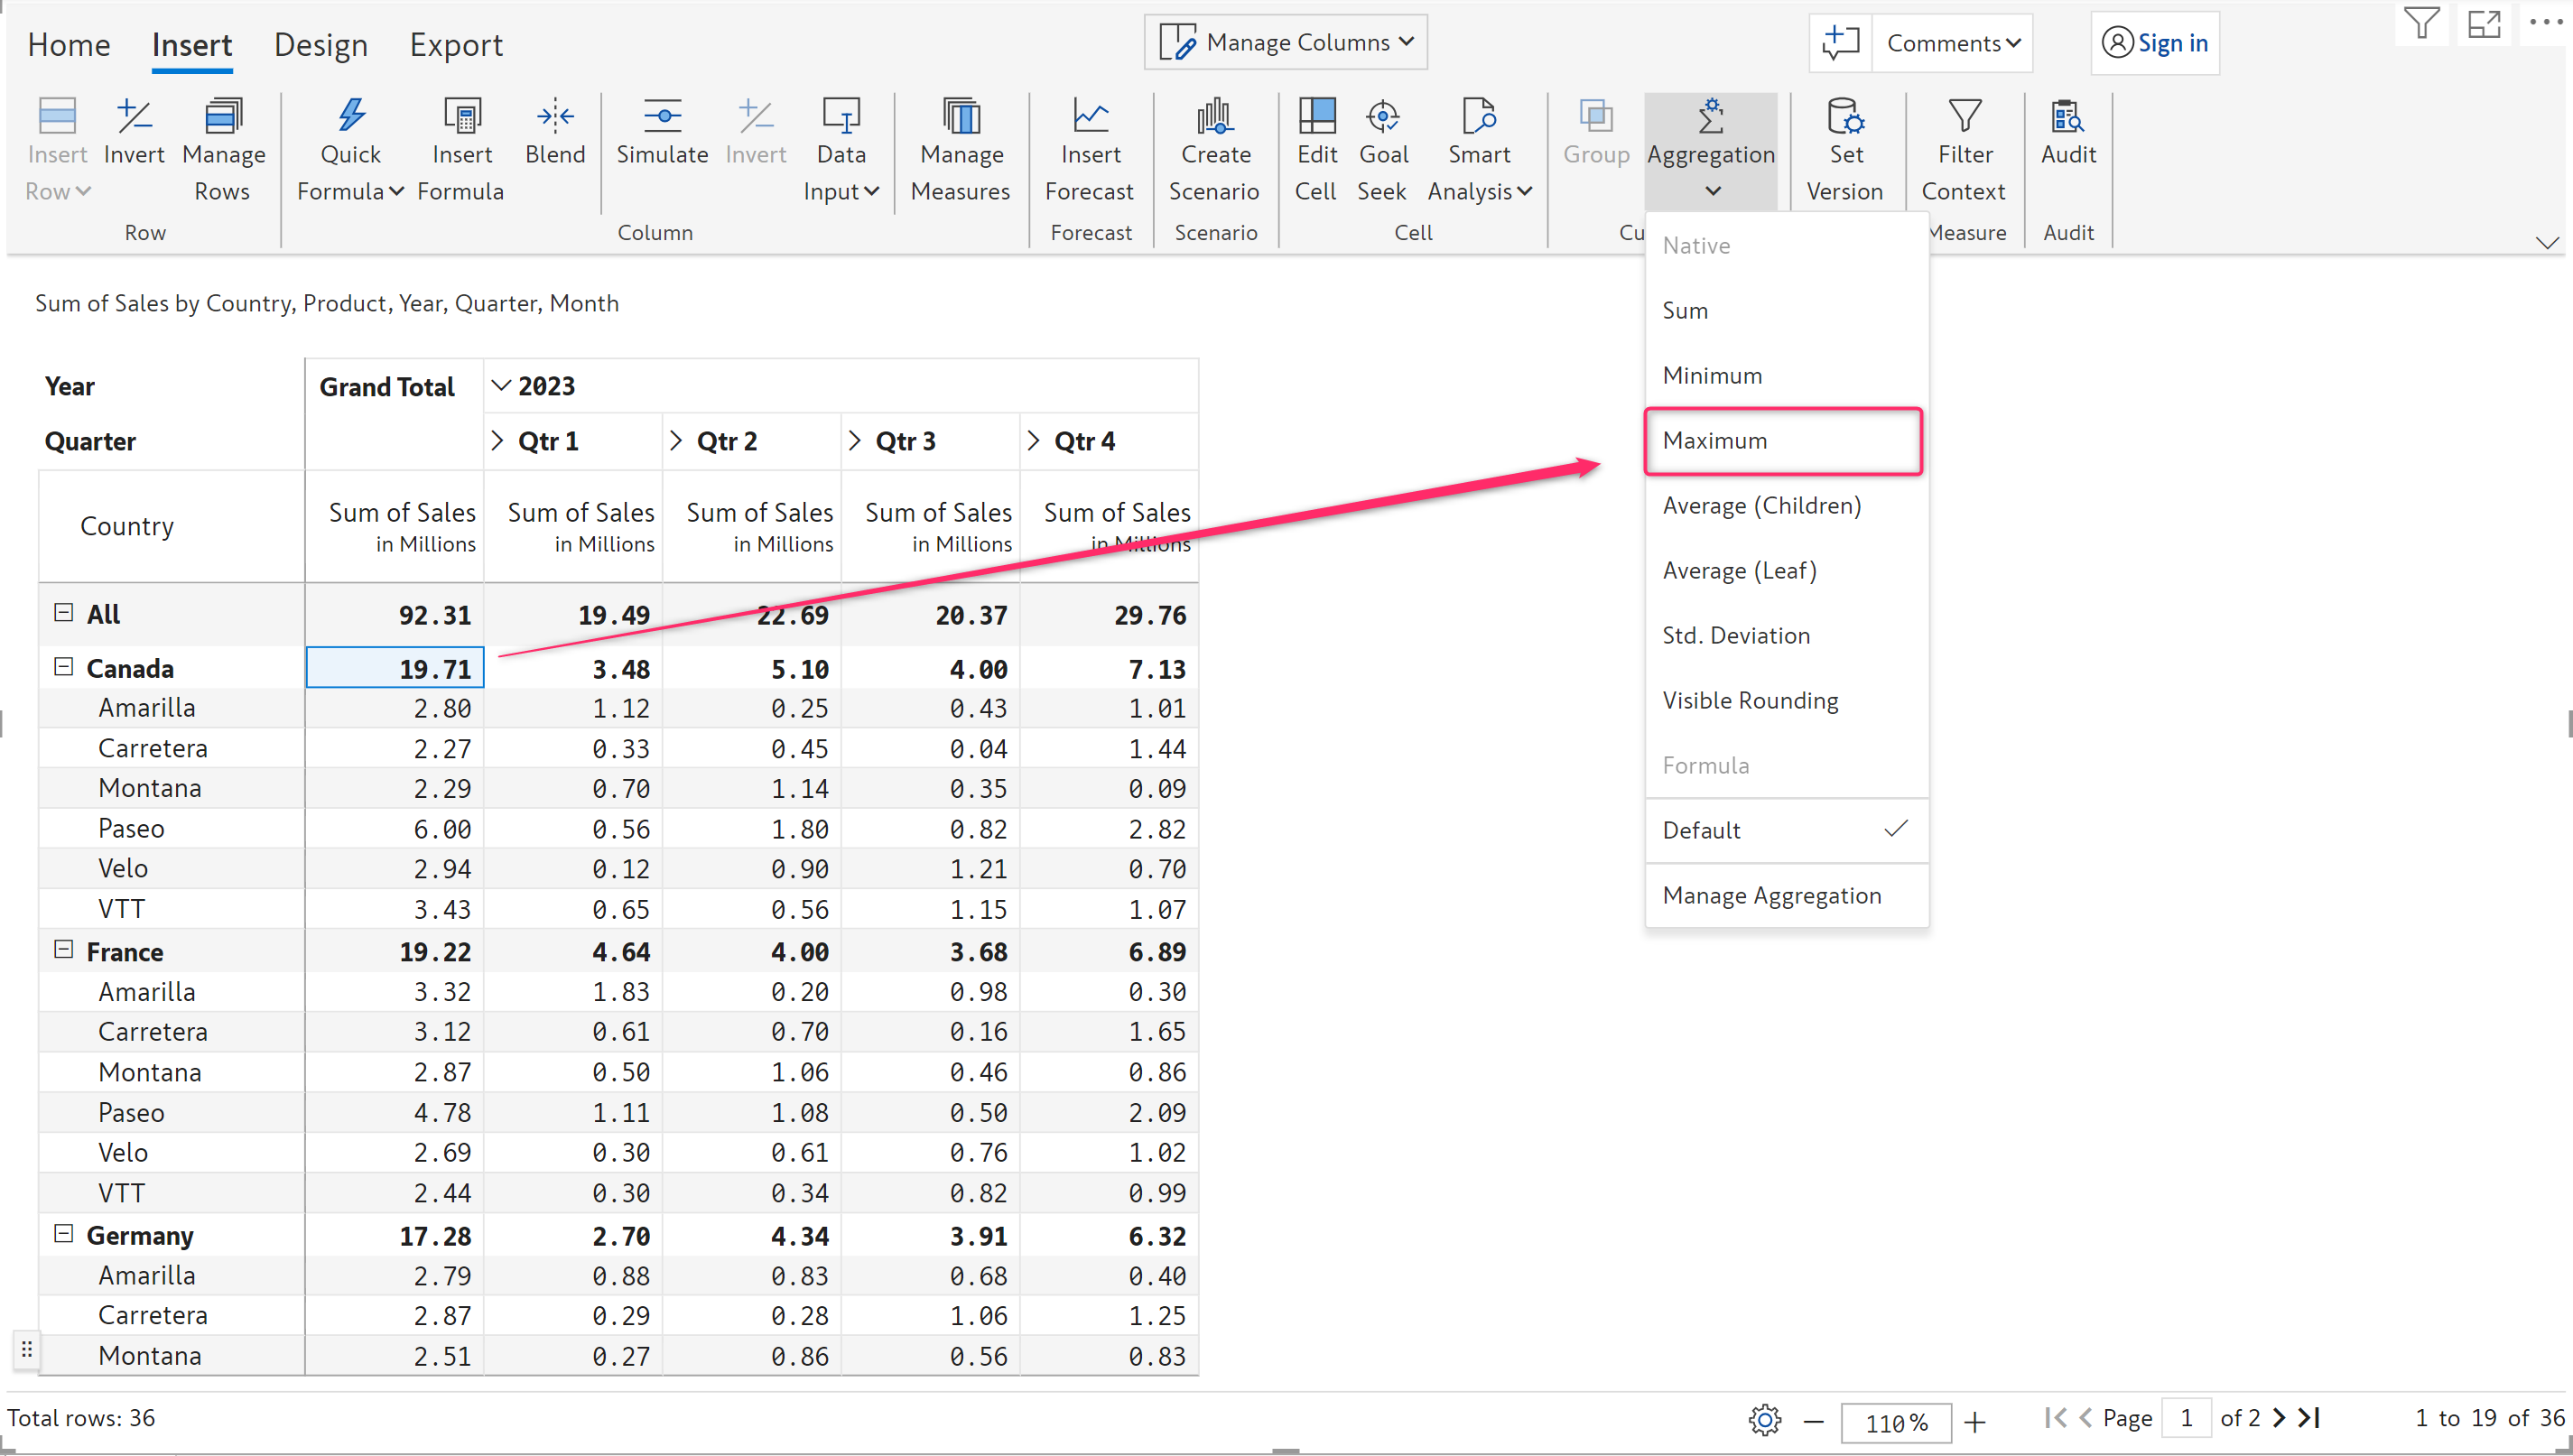 Home Insert Design Export Manage Columns Comments Sign in
Insert Row Invert Manage Rows
Quick Formula Insert Formula Blend Simulate Invert Data Input Manage Measures
Insert Forecast Create Scenario Edit Cell Goal Seek Smart Analysis
Group Aggregation Set Version Filter Context Audit
Row Column Forecast Scenario Cell Cu Measure Audit
Native
Sum
Minimum
Maximum
Average (Children)
Average (Leaf)
Std. Deviation
Visible Rounding
Formula
Default
Manage Aggregation
Sum of Sales by Country, Product, Year, Quarter, Month
Year Grand Total 2023
Quarter Qtr 1 Qtr 2 Qtr 3 Qtr 4
Country Sum of Sales Sum of Sales Sum of Sales Sum of Sales Sum of Sales
in Millions in Millions in Millions in Millions in Millions
All 92.31 19.49 22.69 20.37 29.76
Canada 19.71 3.48 5.10 4.00 7.13
Amarilla 2.80 1.12 0.25 0.43 1.01
Carretera 2.27 0.33 0.45 0.04 1.44
Montana 2.29 0.70 1.14 0.35 0.09
Paseo 6.00 0.56 1.80 0.82 2.82
Velo 2.94 0.12 0.90 1.21 0.70
VTT 3.43 0.65 0.56 1.15 1.07
France 19.22 4.64 4.00 3.68 6.89
Amarilla 3.32 1.83 0.20 0.98 0.30
Carretera 3.12 0.61 0.70 0.16 1.65
Montana 2.87 0.50 1.06 0.46 0.86
Paseo 4.78 1.11 1.08 0.50 2.09
Velo 2.69 0.30 0.61 0.76 1.02
VTT 2.44 0.30 0.34 0.82 0.99
Germany 17.28 2.70 4.34 3.91 6.32
Amarilla 2.79 0.88 0.83 0.68 0.40
Carretera 2.87 0.29 0.28 1.06 1.25
Montana 2.51 0.27 0.86 0.56 0.83
Total rows: 36 110% Page 1 of 2 1 to 19 of 36